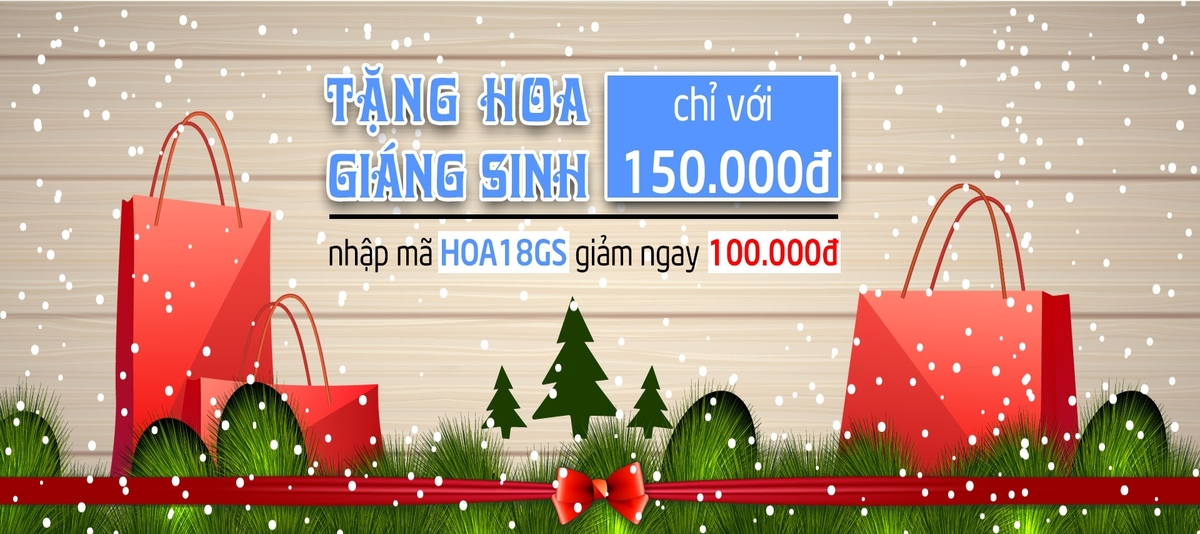 TẶNG HOA
GIÁNG SINH
chỉ với
150.000đ
nhập mã HOA18GS giảm ngay 100.000đ